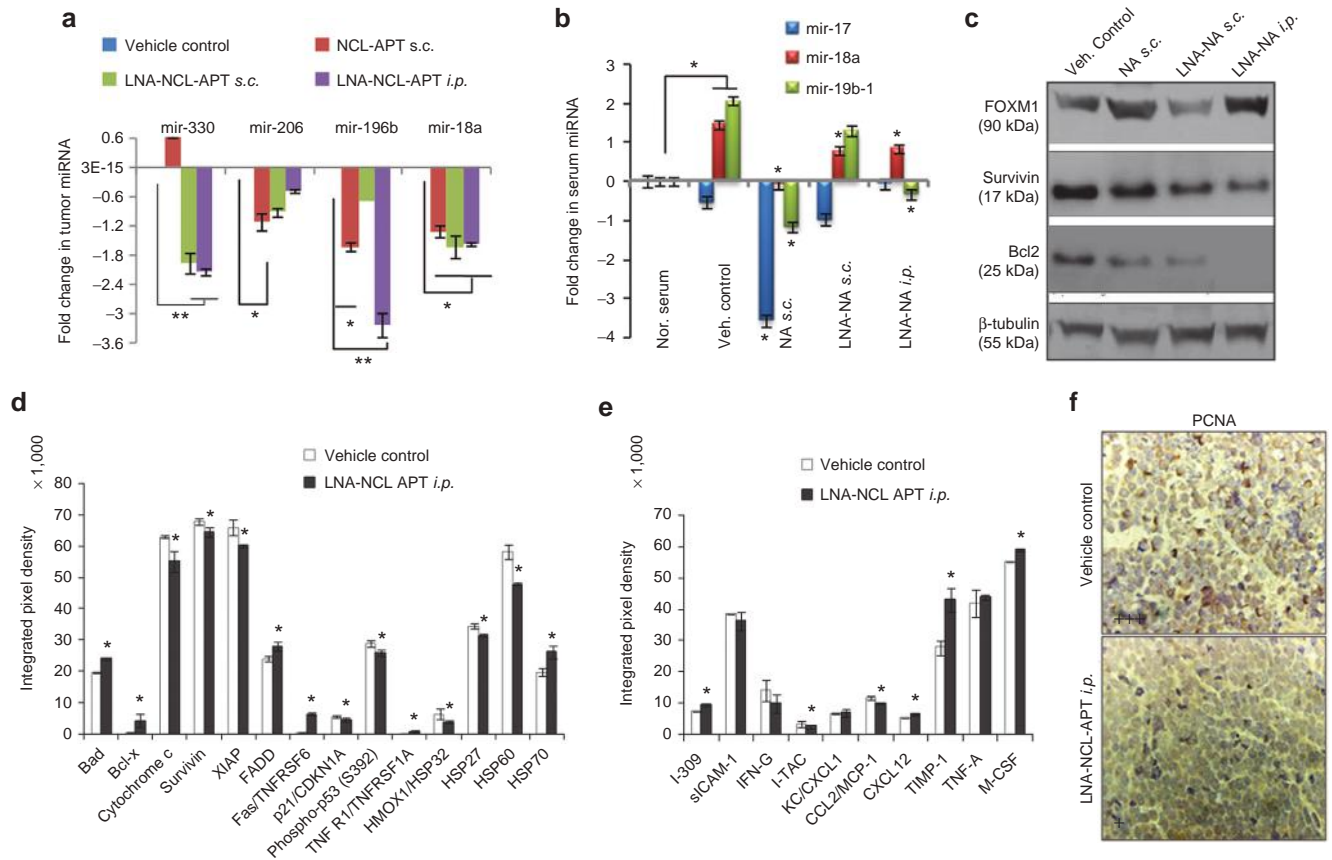 a
Vehicle control
NCL-APT s.c.
LNA-NCL-APT s.c.
LNA-NCL-APT i.p.
mir-330
mir-206
mir-196b
mir-18a
Fold change in tumor miRNA
0.6
3E-15
–0.6
–1.2
–1.8
–2.4
–3
–3.6
**
*
*
**
*
b
mir-17
mir-18a
mir-19b-1
Fold change in serum miRNA
3
2
1
0
–1
–2
–3
–4
*
*
*
*
*
*
*
Nor. serum
Veh. control
NA s.c.
LNA-NA s.c.
LNA-NA i.p.
c
Veh. Control
NA s.c.
LNA-NA s.c.
LNA-NA i.p.
FOXM1
(90 kDa)
Survivin
(17 kDa)
Bcl2
(25 kDa)
β-tubulin
(55 kDa)
d
× 1,000
Integrated pixel density
Vehicle control
LNA-NCL APT i.p.
80
70
60
50
40
30
20
10
0
* * * * * * * * * * * * * *
Bad
Bcl-x
Cytochrome c
Survivin
XIAP
FADD
Fas/TNFRSF6
p21/CDKN1A
Phospho-p53 (S392)
TNF R1/TNFRSF1A
HMOX1/HSP32
HSP27
HSP60
HSP70
e
× 1,000
Integrated pixel density
Vehicle control
LNA-NCL APT i.p.
70
60
50
40
30
20
10
0
* * * * * *
I-309
sICAM-1
IFN-G
I-TAC
KC/CXCL1
CCL2/MCP-1
CXCL12
TIMP-1
TNF-A
M-CSF
f
PCNA
Vehicle control
+++
LNA-NCL-APT i.p.
+